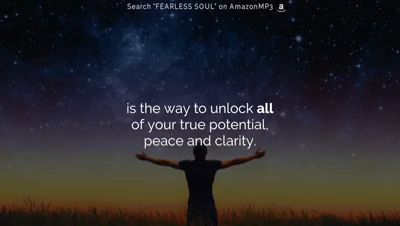 Search "FEARLESS SOUL" on AmazonMP3 a
is the way to unlock all
of your true potential,
peace and clarity.